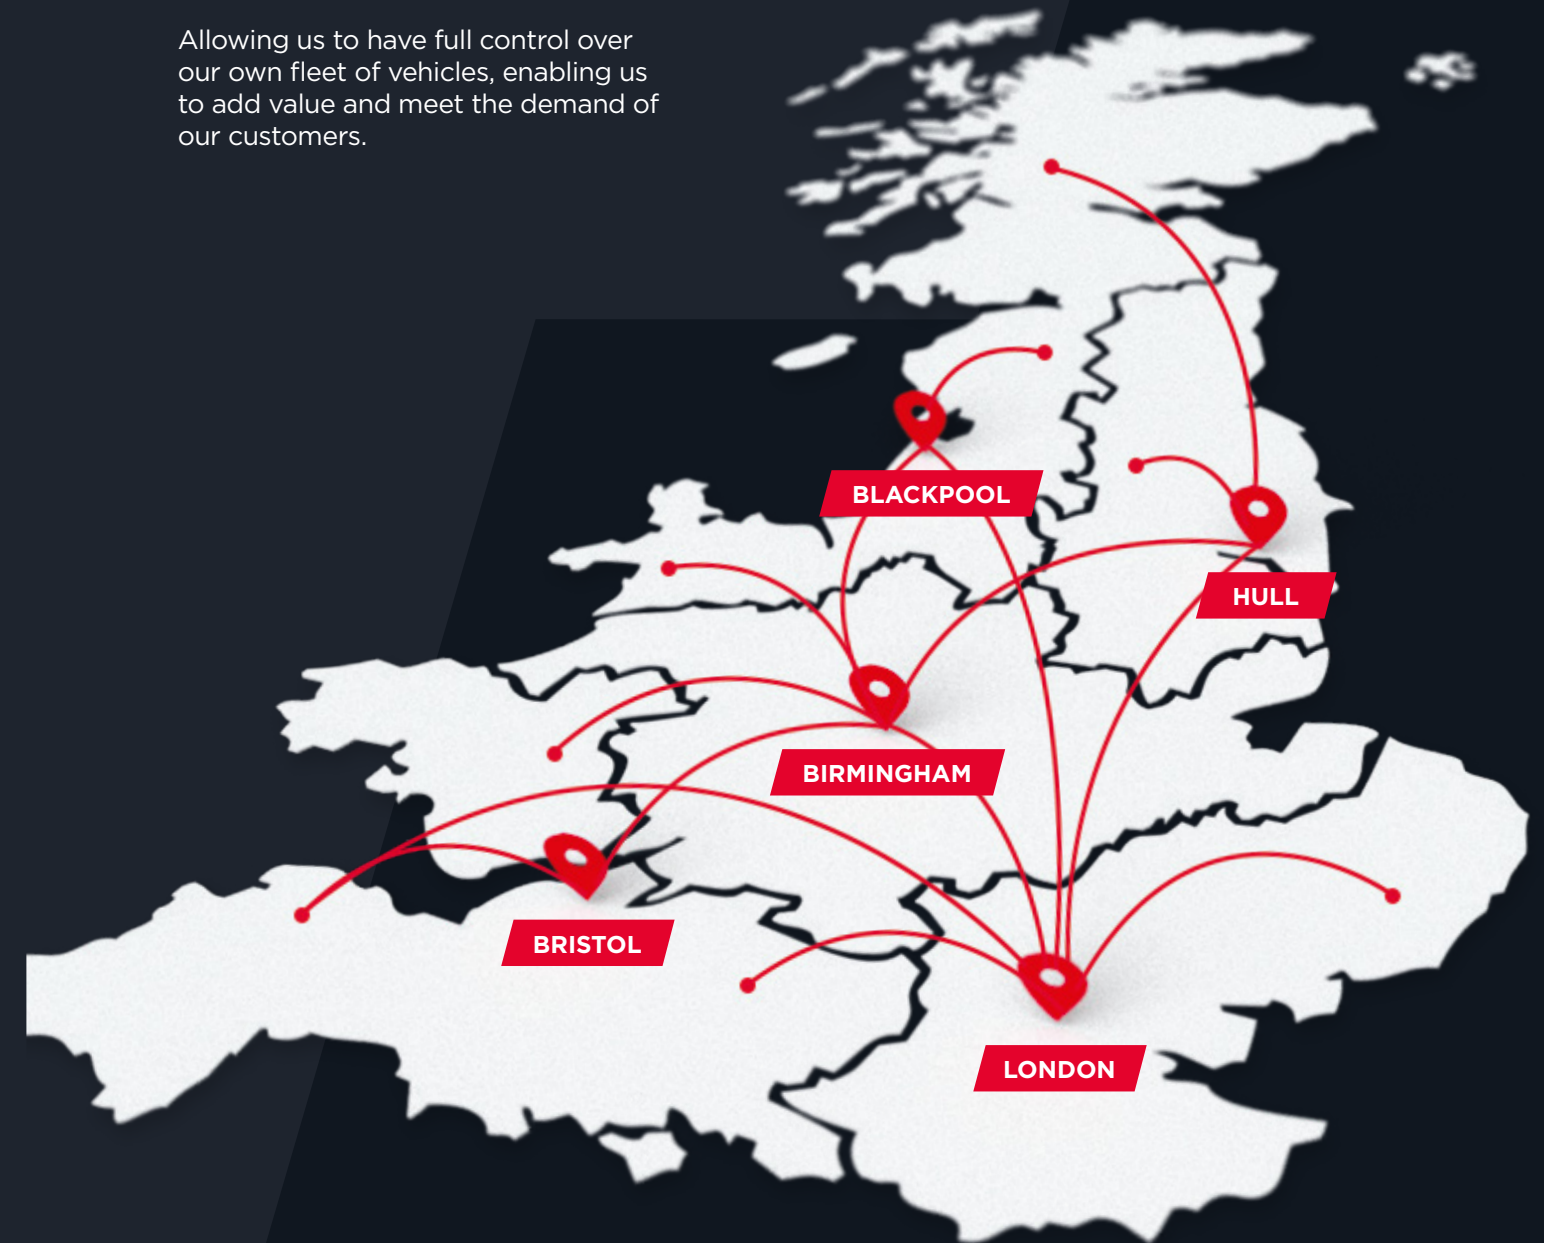 Allowing us to have full control over
our own fleet of vehicles, enabling us
to add value and meet the demand of
our customers.
BLACKPOOL
HULL
BIRMINGHAM
BRISTOL
LONDON